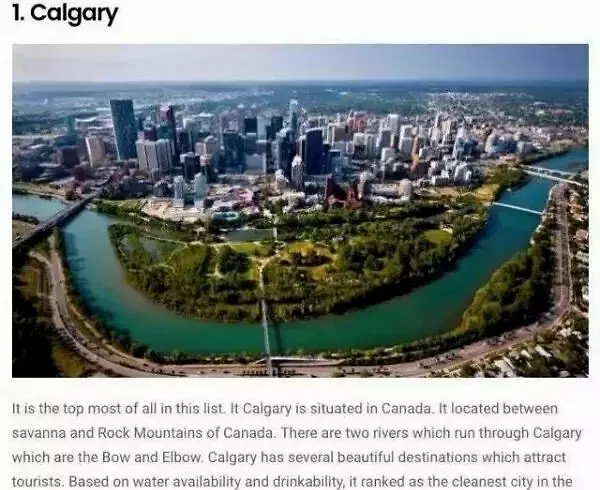 1. Calgary
It is the top most of all in this list. It Calgary is situated in Canada. It located between
savanna and Rock Mountains of Canada. There are two rivers which run through Calgary
which are the Bow and Elbow. Calgary has several beautiful destinations which attract
tourists. Based on water availability and drinkability, it ranked as the cleanest city in the